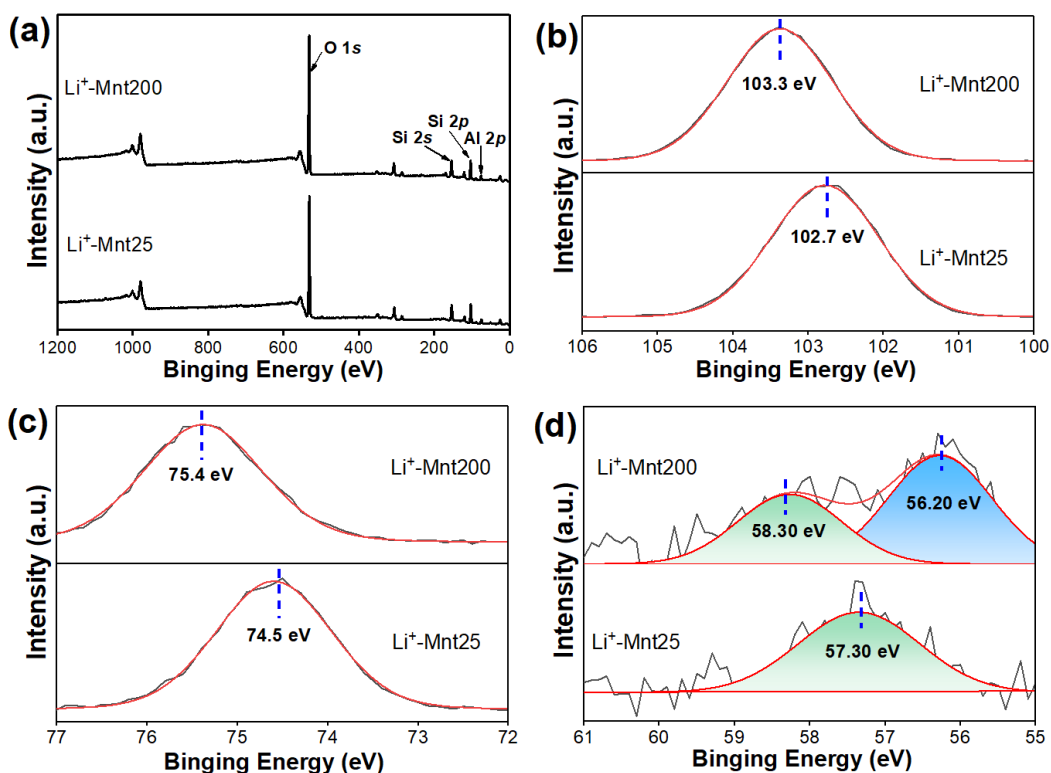 (a)
O 1s
Li⁺-Mnt200
Si 2p
Si 2s
Al 2p
Li⁺-Mnt25
Intensity (a.u.)
1200 1000 800 600 400 200 0
Binging Energy (eV)
(b)
103.3 eV
Li⁺-Mnt200
102.7 eV
Li⁺-Mnt25
Intensity (a.u.)
106 105 104 103 102 101 100
Binging Energy (eV)
(c)
75.4 eV
Li⁺-Mnt200
74.5 eV
Li⁺-Mnt25
Intensity (a.u.)
77 76 75 74 73 72
Binging Energy (eV)
(d)
Li⁺-Mnt200
58.30 eV
56.20 eV
Li⁺-Mnt25
57.30 eV
Intensity (a.u.)
61 60 59 58 57 56 55
Binging Energy (eV)